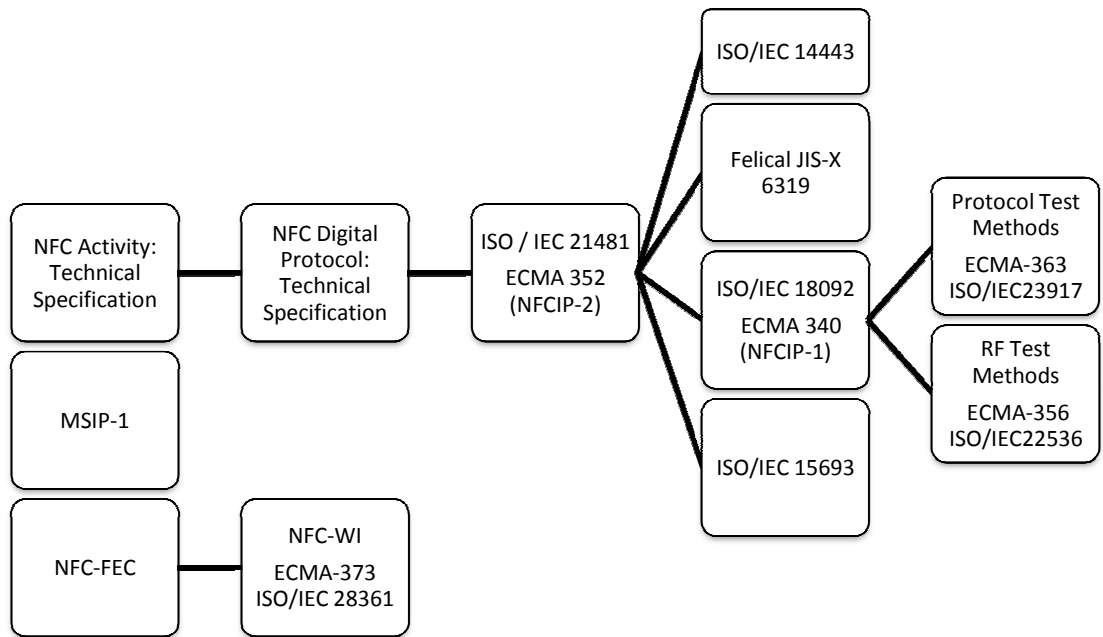 NFC Activity:
Technical
Specification
MSIP-1
NFC-FEC
NFC Digital
Protocol:
Technical
Specification
NFC-WI
ECMA-373
ISO/IEC 28361
ISO / IEC 21481
ECMA 352
(NFCIP-2)
ISO/IEC 14443
Felical JIS-X
6319
ISO/IEC 18092
ECMA 340
(NFCIP-1)
ISO/IEC 15693
Protocol Test
Methods
ECMA-363
ISO/IEC23917
RF Test
Methods
ECMA-356
ISO/IEC22536